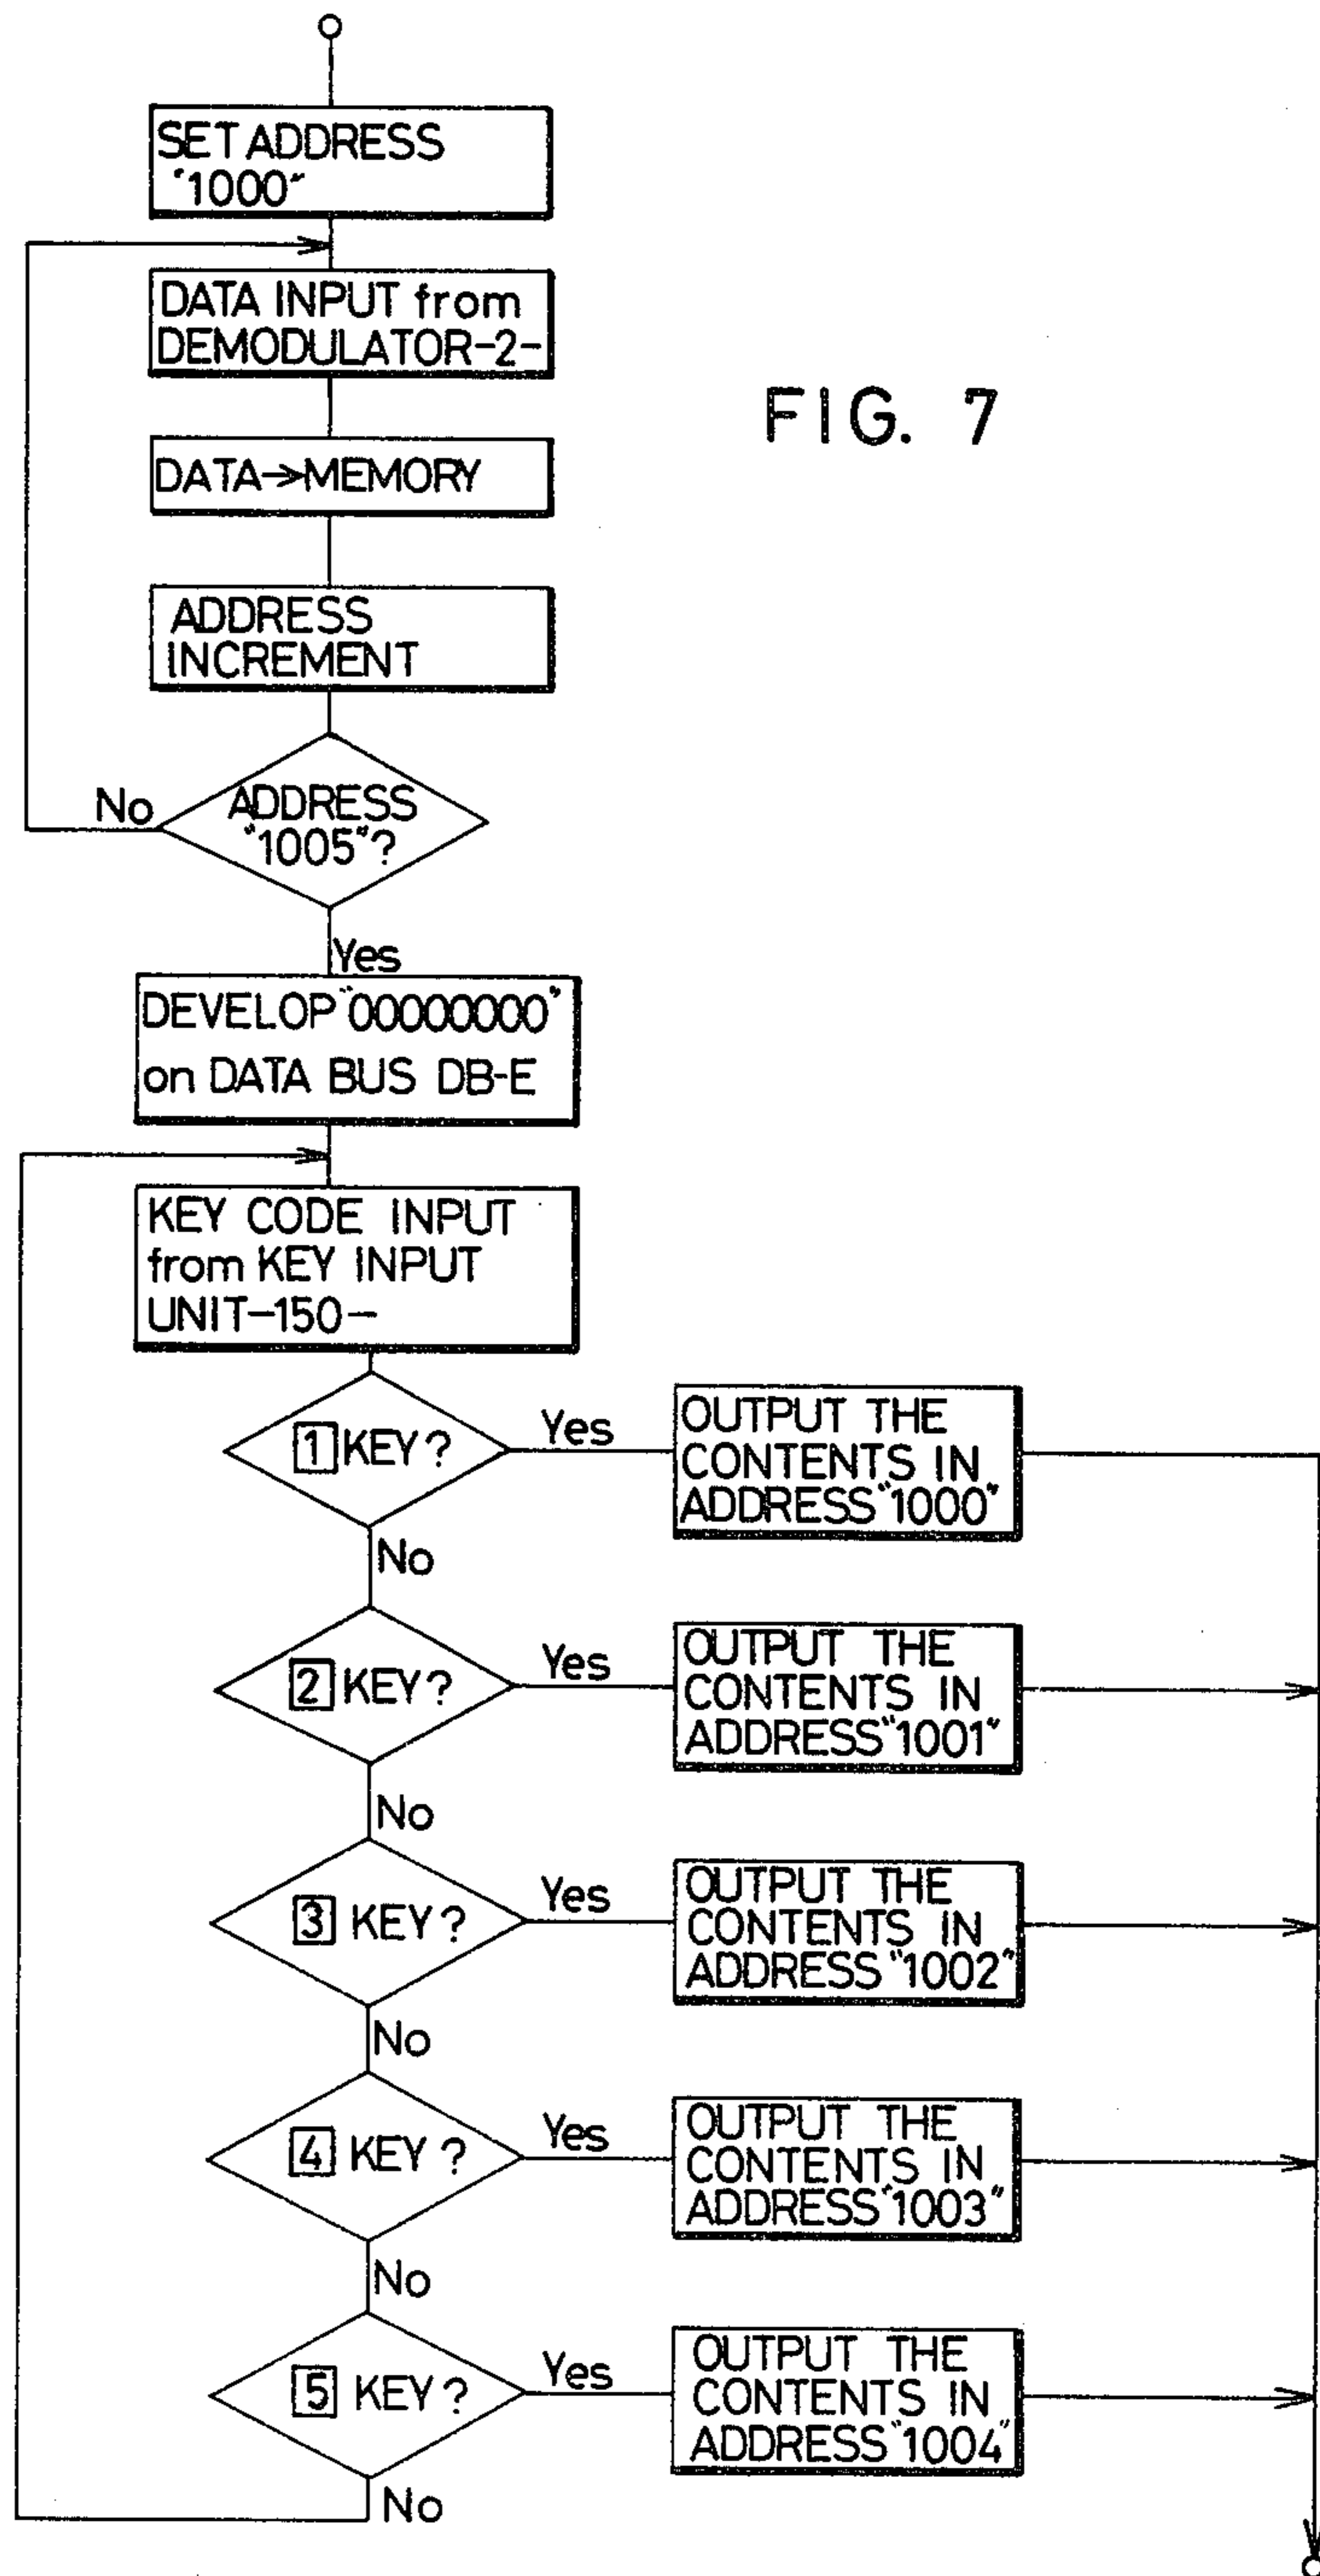 SET ADDRESS
"1000"
DATA INPUT from
DEMODULATOR-2-
FIG. 7
DATA→MEMORY
ADDRESS
INCREMENT
No
ADDRESS
"1005"?
Yes
DEVELOP "00000000"
on DATA BUS DB-E
KEY CODE INPUT
from KEY INPUT
UNIT-150-
1 KEY?
Yes
OUTPUT THE
CONTENTS IN
ADDRESS "1000"
No
2 KEY?
Yes
OUTPUT THE
CONTENTS IN
ADDRESS "1001"
No
3 KEY?
Yes
OUTPUT THE
CONTENTS IN
ADDRESS "1002"
No
4 KEY?
Yes
OUTPUT THE
CONTENTS IN
ADDRESS "1003"
No
5 KEY?
Yes
OUTPUT THE
CONTENTS IN
ADDRESS "1004"
No